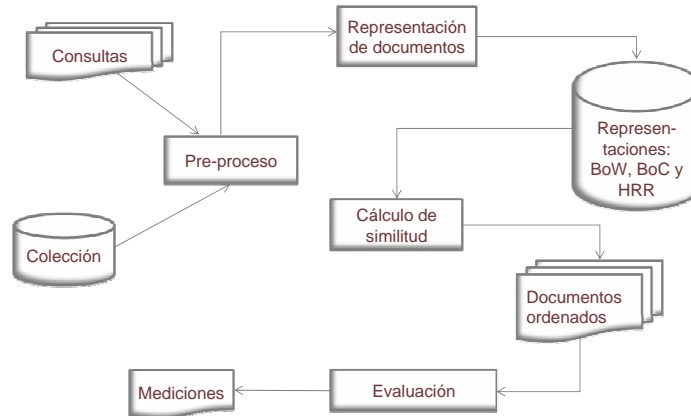 Consultas
Representación
de documentos
Pre-proceso
Represen-
taciones:
BoW, BoC y
HRR
Colección
Cálculo de
similitud
Documentos
ordenados
Evaluación
Mediciones